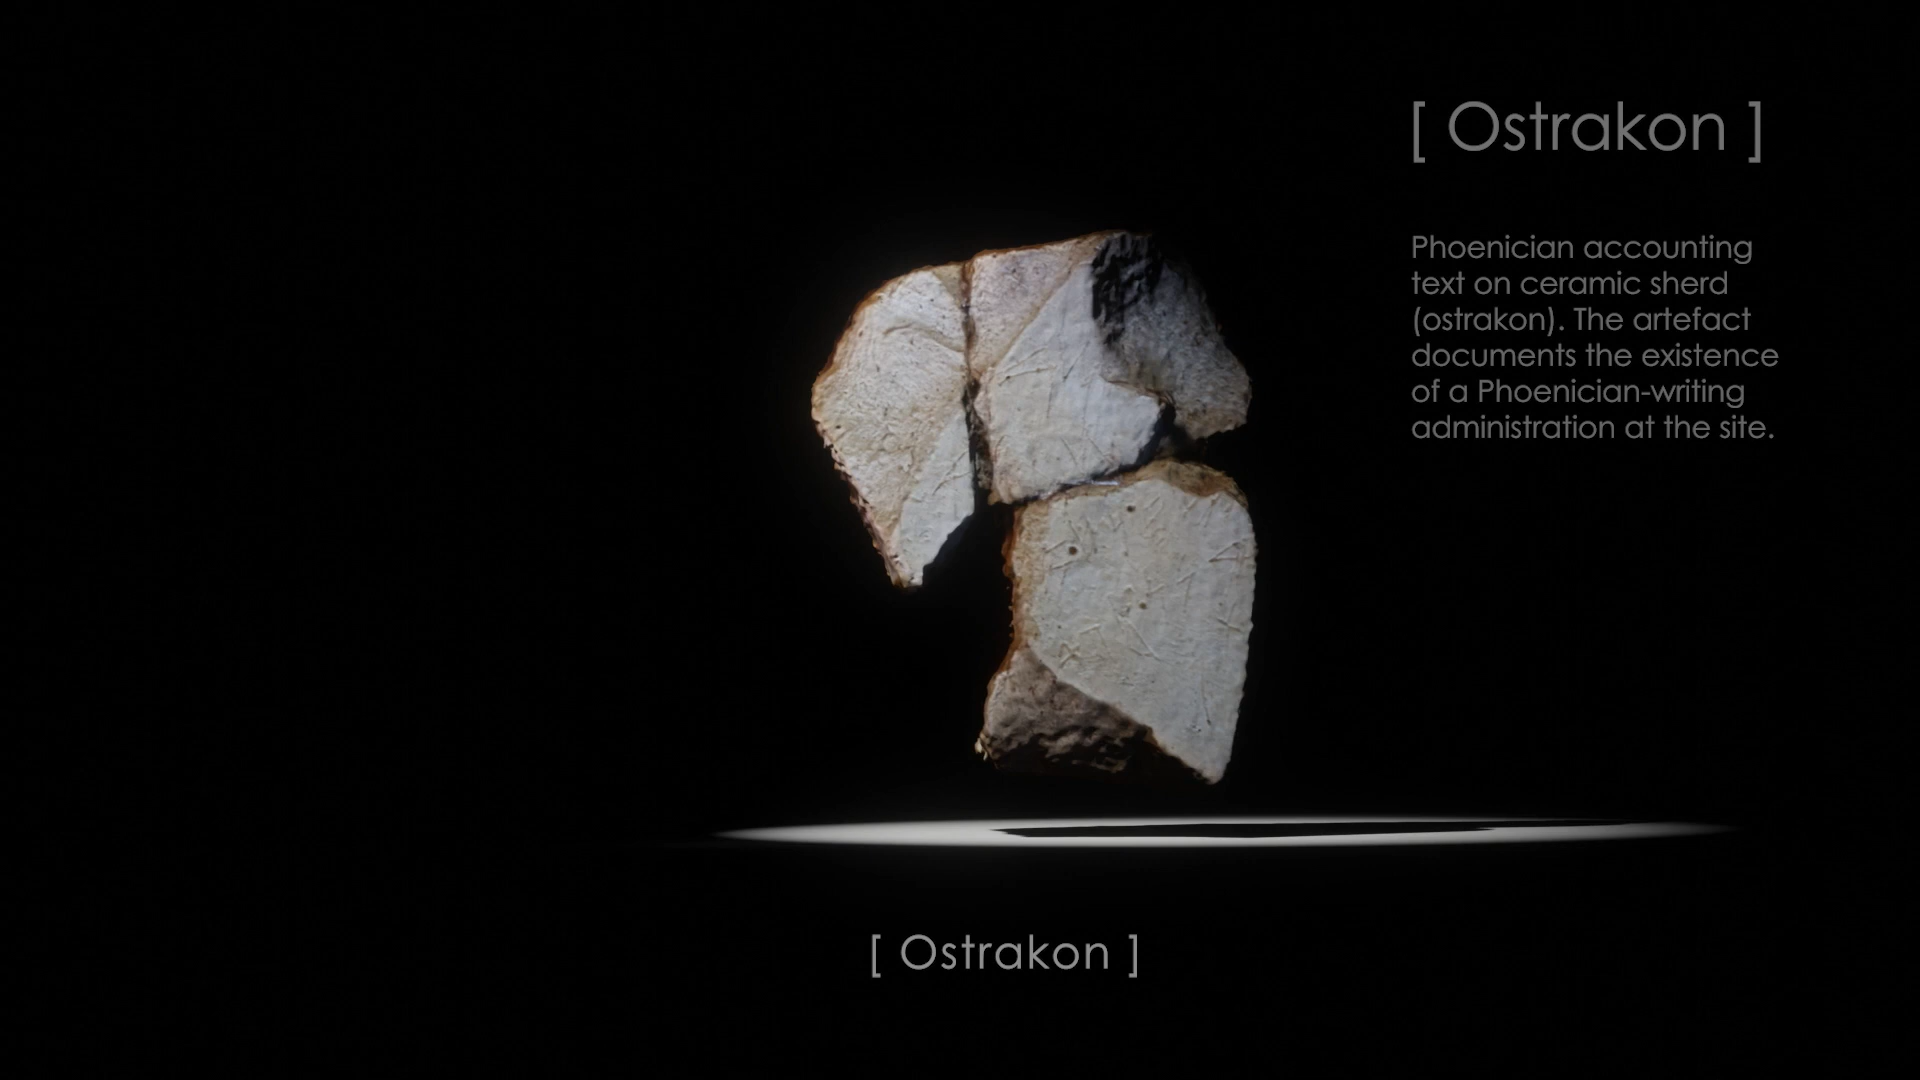 [ Ostrakon ]
Phoenician accounting
text on ceramic sherd
(ostrakon). The artefact
documents the existence
of a Phoenician-writing
administration at the site.
[ Ostrakon ]